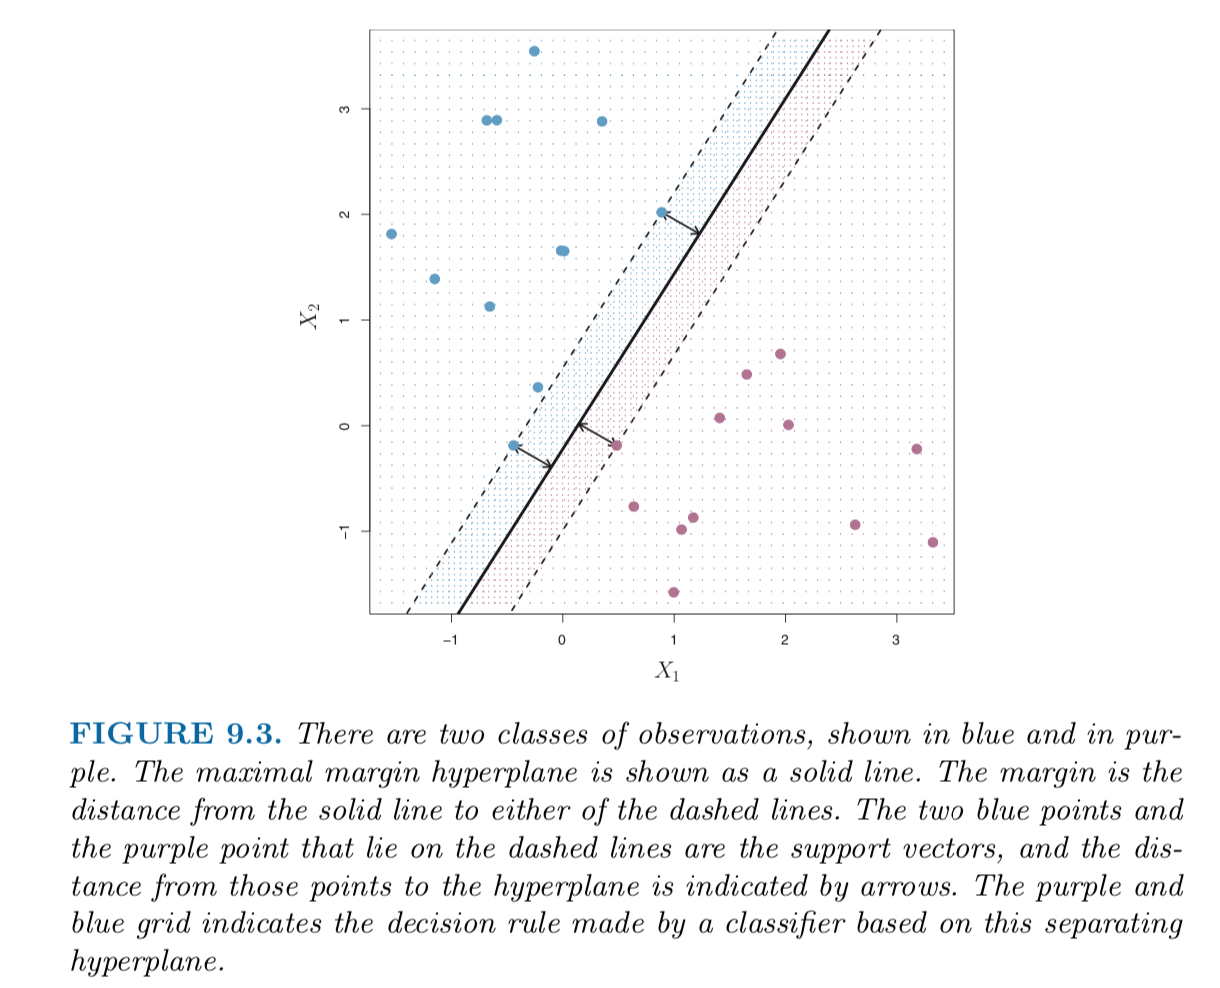 3
2
1
0
−1
X2
−1
0
1
2
3
X1
FIGURE 9.3. There are two classes of observations, shown in blue and in pur-
ple. The maximal margin hyperplane is shown as a solid line. The margin is the
distance from the solid line to either of the dashed lines. The two blue points and
the purple point that lie on the dashed lines are the support vectors, and the dis-
tance from those points to the hyperplane is indicated by arrows. The purple and
blue grid indicates the decision rule made by a classifier based on this separating
hyperplane.